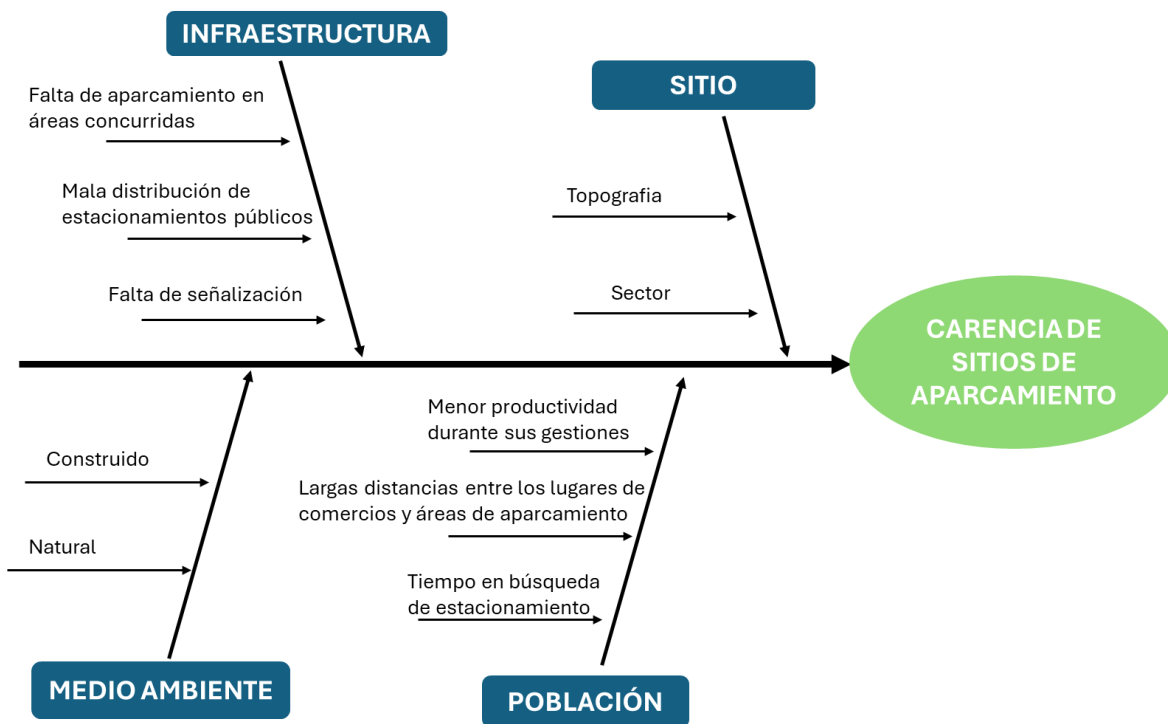 INFRAESTRUCTURA
Falta de aparcamiento en
áreas concurridas
Mala distribución de
estacionamientos públicos
Falta de señalización
SITIO
Topografia
Sector
CARENCIA DE
SITIOS DE
APARCAMIENTO
Construido
Natural
MEDIO AMBIENTE
Menor productividad
durante sus gestiones
Largas distancias entre los lugares de
comercios y áreas de aparcamiento
Tiempo en búsqueda
de estacionamiento
POBLACIÓN